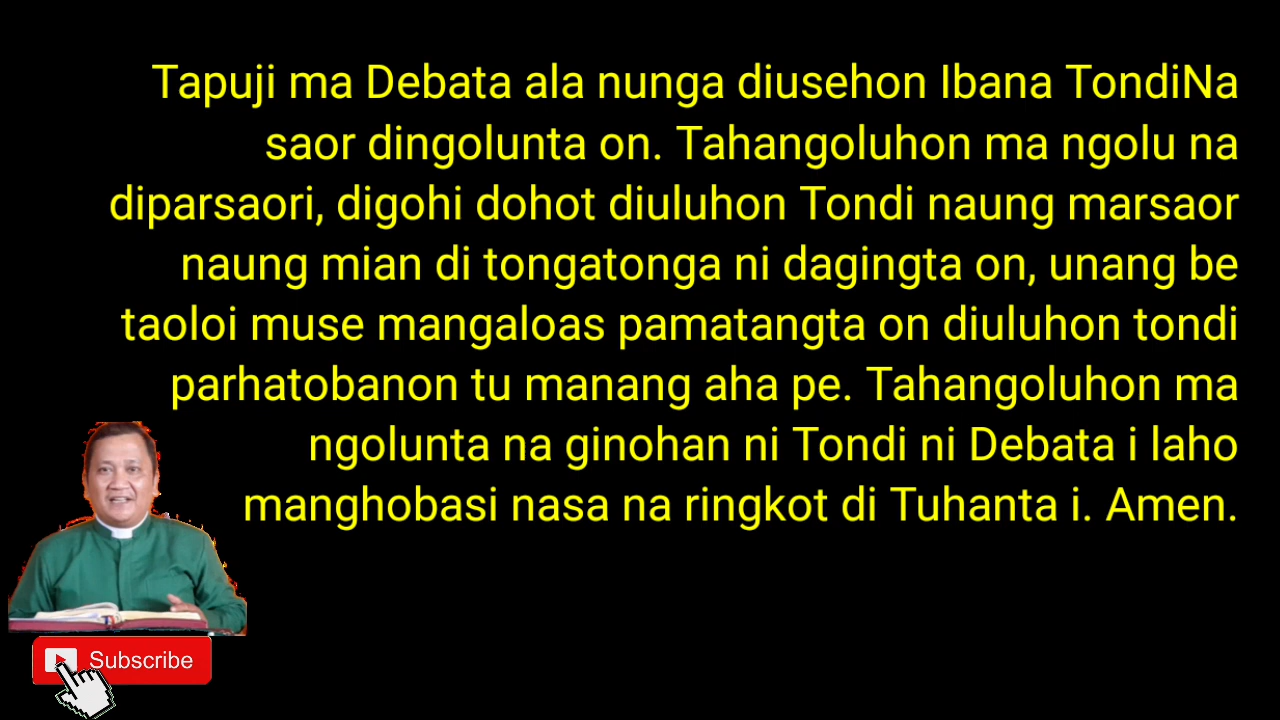 Tapuji ma Debata ala nunga diusehon Ibana TondiNa
saor dingolunta on. Tahangoluhon ma ngolu na
diparsaori, digohi dohot diuluhon Tondi naung marsaor
naung mian di tongatonga ni dagingta on, unang be
taoloi muse mangaloas pamatangta on diuluhon tondi
parhatobanon tu manang aha pe. Tahangoluhon ma
ngolunta na ginohan ni Tondi ni Debata i laho
manghobasi nasa na ringkot di Tuhanta i. Amen.
Subscribe